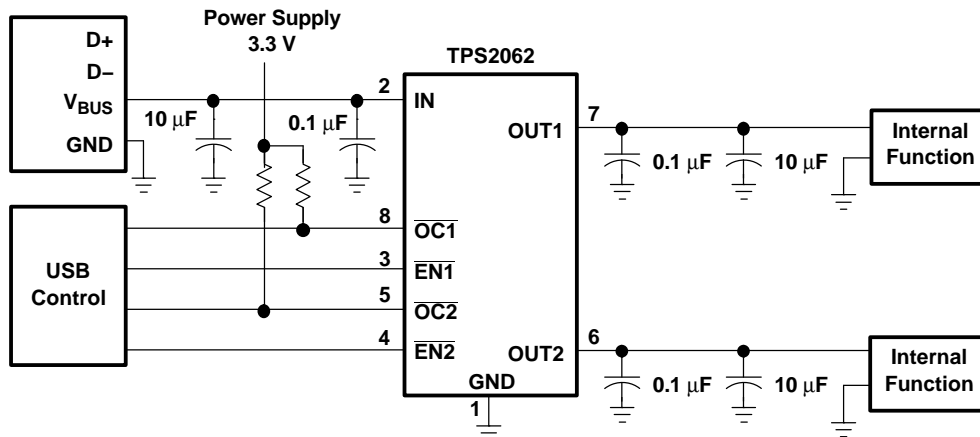 Power Supply
3.3 V
TPS2062
D+
D−
VBUS
GND
10 μF
0.1 μF
2
IN
7
OUT1
0.1 μF
10 μF
Internal
Function
USB
Control
8
OC1
3
EN1
5
OC2
4
EN2
GND
1
6
OUT2
0.1 μF
10 μF
Internal
Function